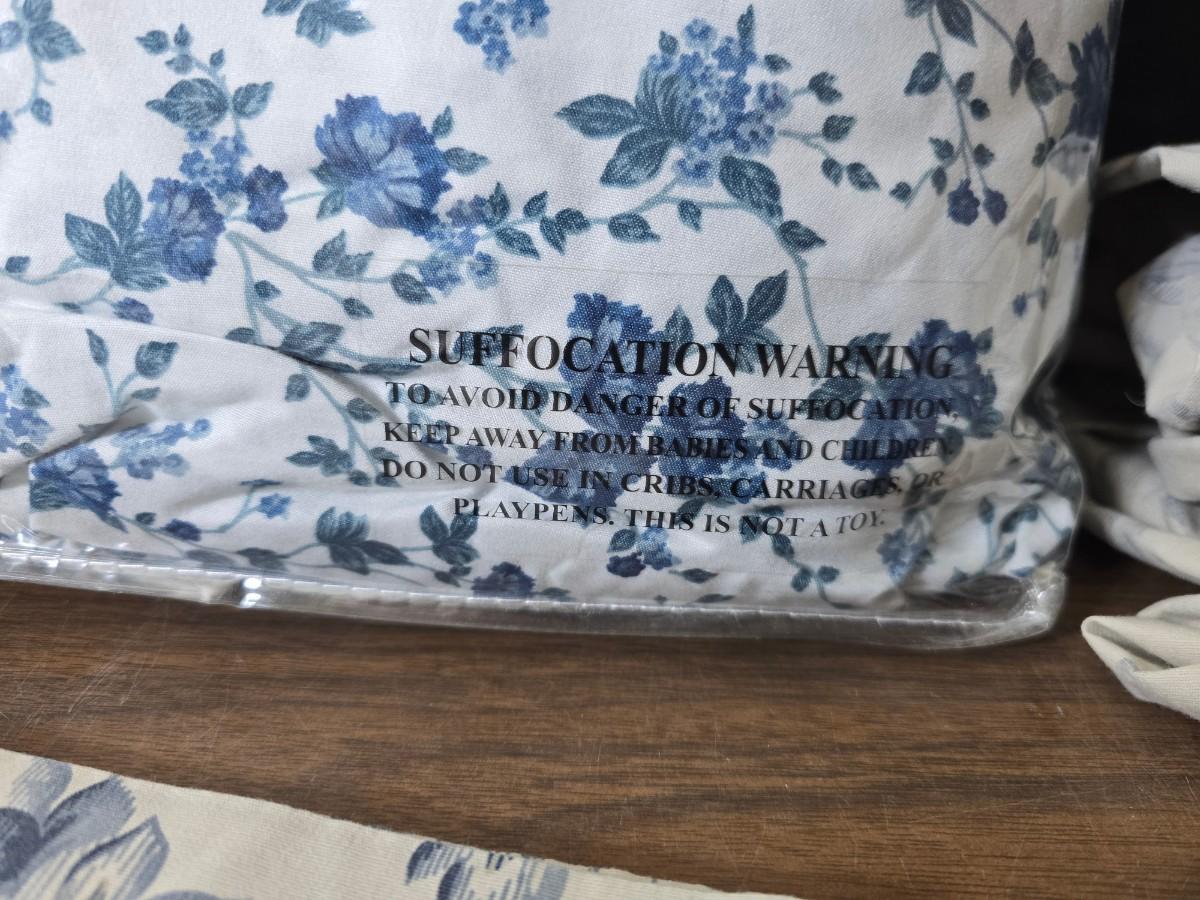 SUFFOCATION WARNING
TO AVOID DANGER OF SUFFOCATION,
KEEP AWAY FROM BABIES AND CHILDREN.
DO NOT USE IN CRIBS, CARRIAGES, OR
PLAYPENS. THIS IS NOT A TOY.